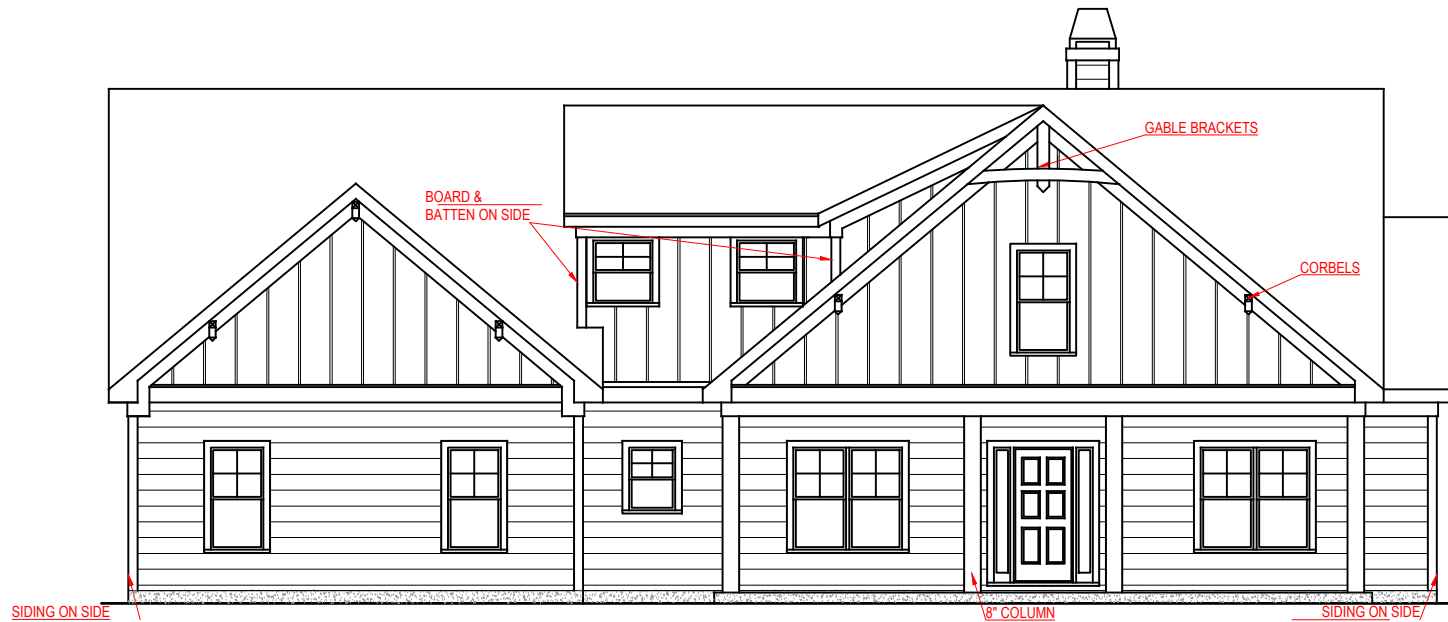 GABLE BRACKETS
BOARD &
BATTEN ON SIDE
CORBELS
SIDING ON SIDE
8" COLUMN
SIDING ON SIDE